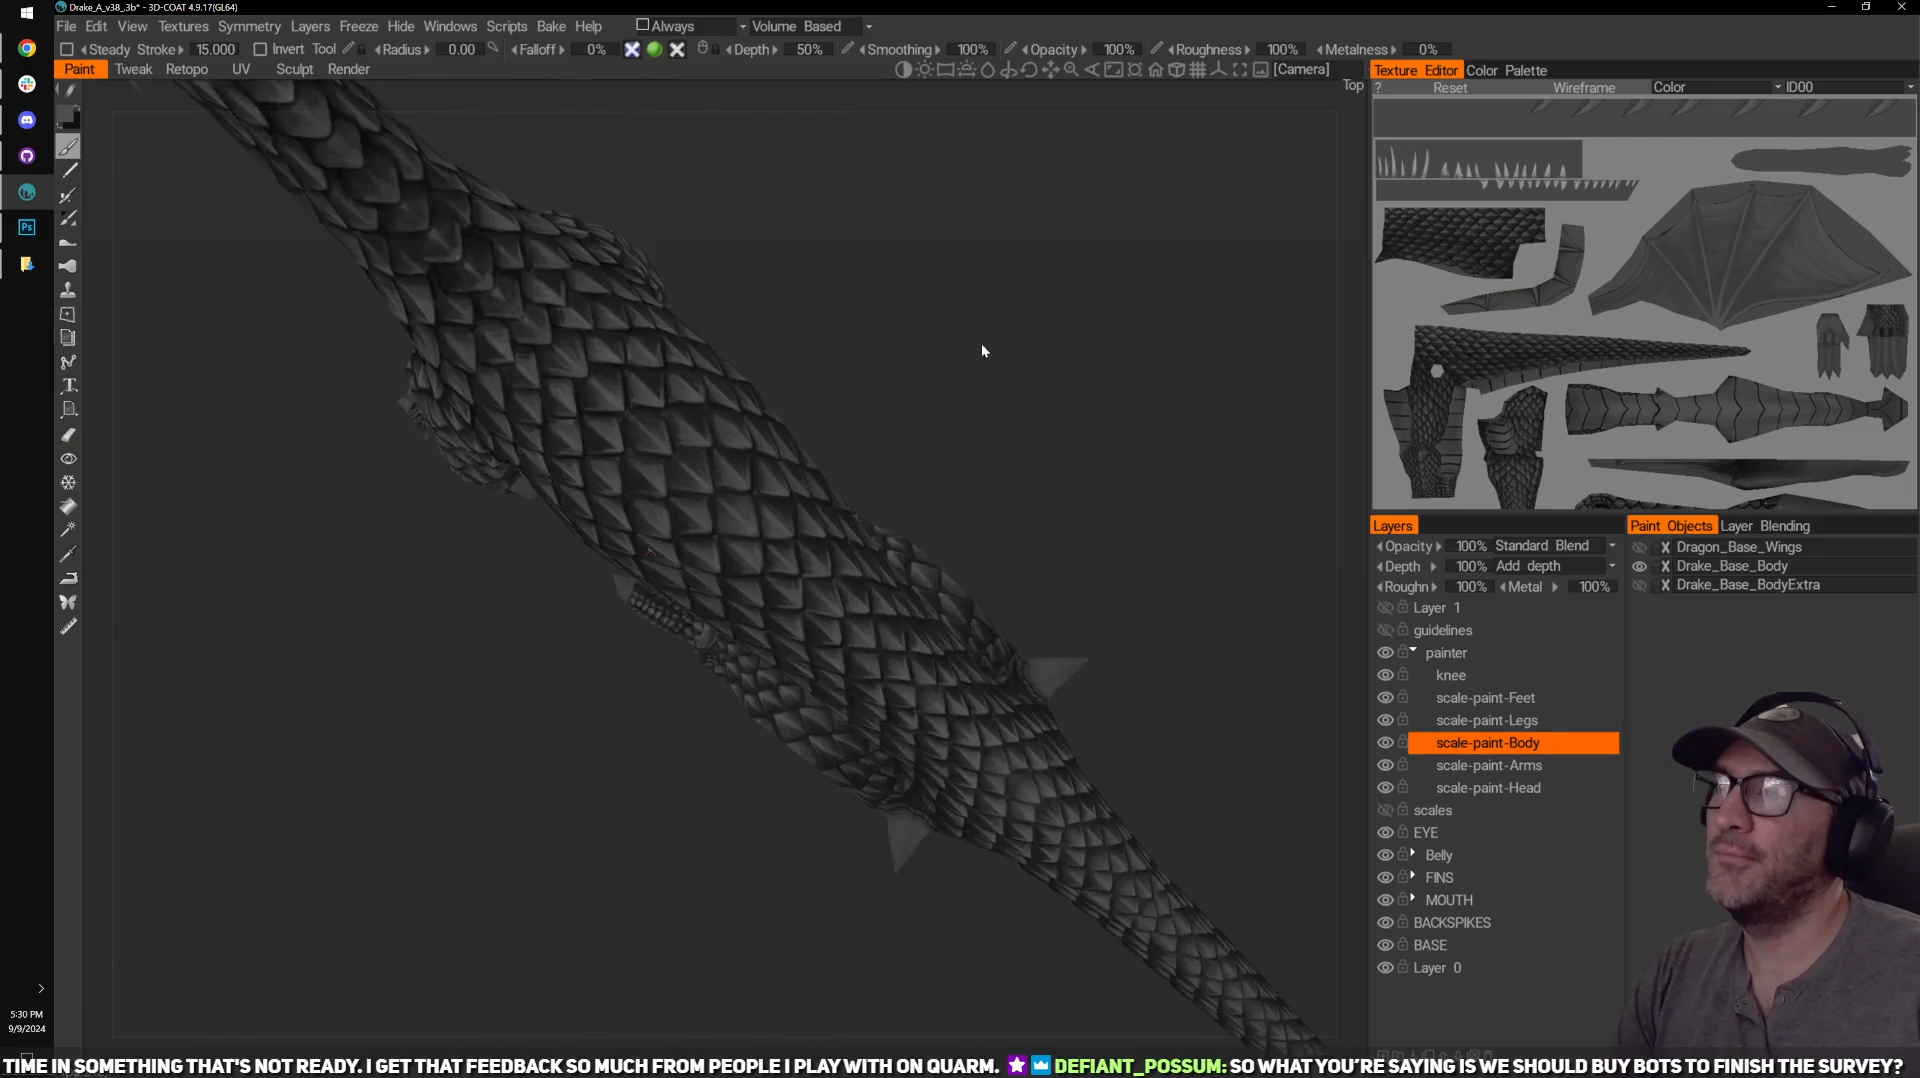 Drake_A_v38_.3b* - 3D-COAT 4.9.17(GL64)
File Edit View Textures Symmetry Layers Freeze Hide Windows Scripts Bake Help Always Volume Based
Steady Stroke 15.000 Invert Tool Radius 0.00 Falloff 0% Depth 50% Smoothing 100% Opacity 100% Roughness 100% Metalness 0%
Paint Tweak Retopo UV Sculpt Render [Camera] Texture Editor Color Palette
Top ? Reset Wireframe Color ID00
Layers Paint Objects Layer Blending
Opacity 100% Standard Blend Dragon_Base_Wings
Depth 100% Add depth Drake_Base_Body
Roughn 100% Metal 100% Drake_Base_BodyExtra
Layer 1
guidelines
painter
knee
scale-paint-Feet
scale-paint-Legs
scale-paint-Body
scale-paint-Arms
scale-paint-Head
scales
EYE
Belly
FINS
MOUTH
BACKSPIKES
BASE
Layer 0
Ps
5:30 PM
9/9/2024
TIME IN SOMETHING THAT'S NOT READY. I GET THAT FEEDBACK SO MUCH FROM PEOPLE I PLAY WITH ON QUARM. DEFIANT_POSSUM: SO WHAT YOU'RE SAYING IS WE SHOULD BUY BOTS TO FINISH THE SURVEY?